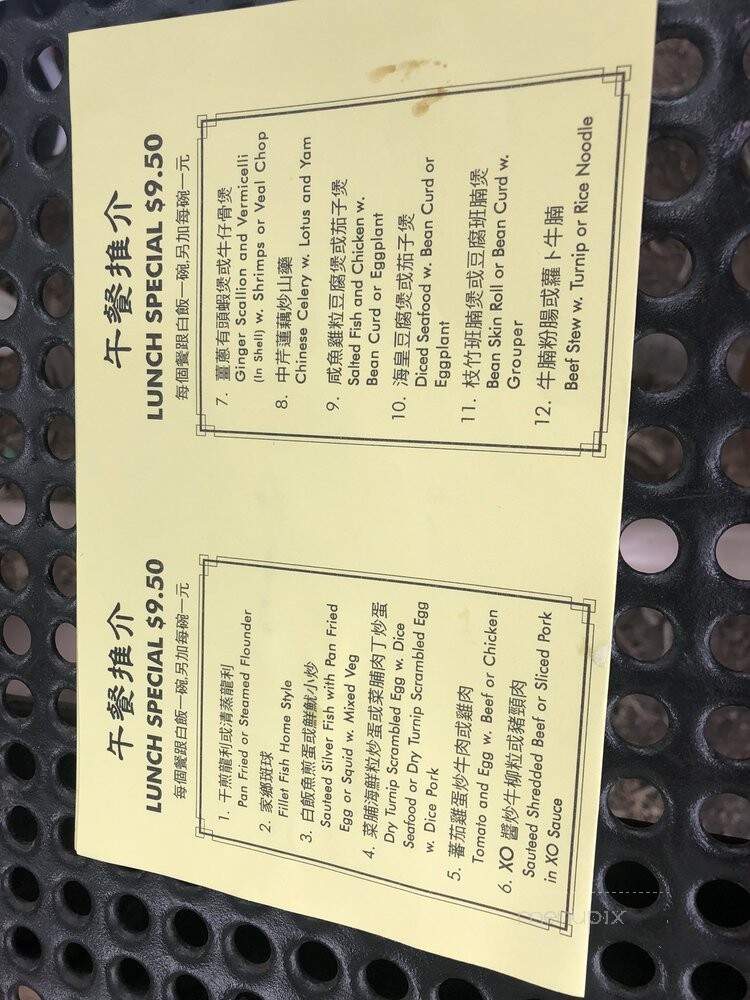 午餐推介
LUNCH SPECIAL $9.50
每個餐跟白飯一碗,另加每碗一元
1. 干煎龍利或清蒸龍利
Pan Fried or Steamed Flounder
2. 家鄉斑球
Fillet Fish Home Style
3. 白飯魚煎蛋或鮮魷小炒
Sauteed Silver Fish with Pan Fried
Egg or Squid w. Mixed Veg
4. 菜脯海鮮粒炒蛋或菜脯肉丁炒蛋
Dry Turnip Scrambled Egg w. Dice
Seafood or Dry Turnip Scrambled Egg
w. Dice Pork
5. 蕃茄雞蛋炒牛肉或雞肉
Tomato and Egg w. Beef or Chicken
6. XO 醬炒牛柳粒或豬頸肉
Sauteed Shredded Beef or Sliced Pork
in XO Sauce
午餐推介
LUNCH SPECIAL $9.50
每個餐跟白飯一碗,另加每碗一元
7. 薑蔥有頭蝦煲或牛仔骨煲
Ginger Scallion and Vermicelli
(In Shell) w. Shrimps or Veal Chop
8. 中芹蓮藕炒山藥
Chinese Celery w. Lotus and Yam
9. 咸魚雞粒豆腐煲或茄子煲
Salted Fish and Chicken w.
Bean Curd or Eggplant
10. 海皇豆腐煲或茄子煲
Diced Seafood w. Bean Curd or
Eggplant
11. 枝竹班腩煲或豆腐班腩煲
Bean Skin Roll or Bean Curd w.
Grouper
12. 牛腩粉腸或蘿卜牛腩
Beef Stew w. Turnip or Rice Noodle
menupix